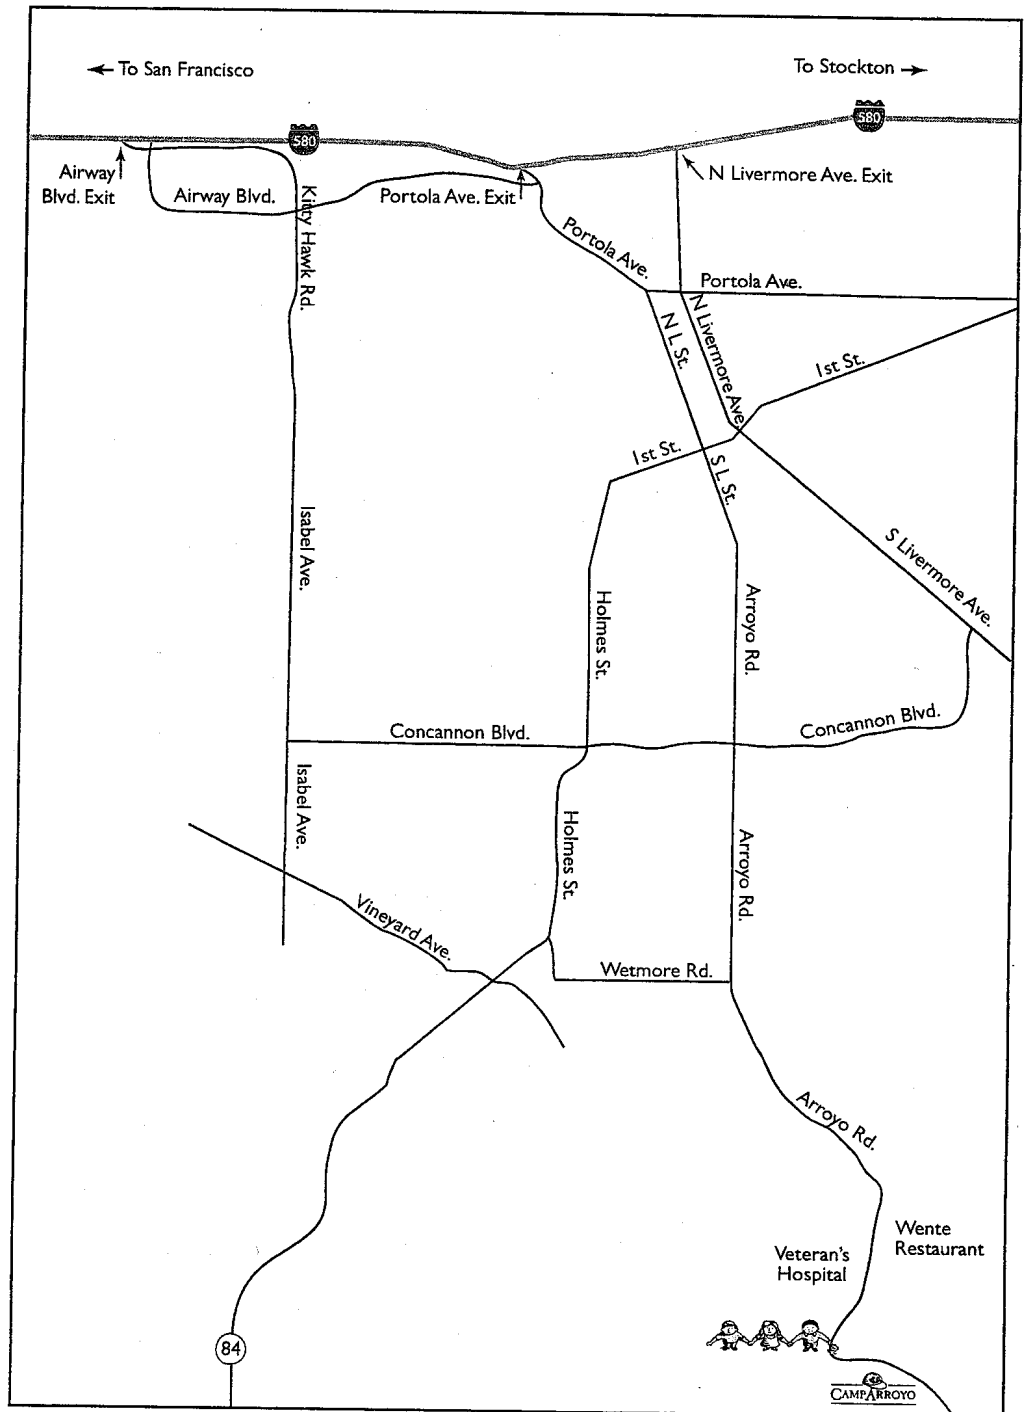 To San Francisco
To Stockton
580
580
Airway
Blvd. Exit
Airway Blvd.
Kitty Hawk Rd.
Portola Ave. Exit
N Livermore Ave. Exit
Portola Ave.
Portola Ave.
N L St.
N Livermore Ave.
1st St.
1st St.
S L St.
Isabel Ave.
S Livermore Ave.
Holmes St.
Arroyo Rd.
Concannon Blvd.
Concannon Blvd.
Isabel Ave.
Holmes St.
Arroyo Rd.
Vineyard Ave.
Wetmore Rd.
Arroyo Rd.
Wente
Restaurant
Veteran's
Hospital
84
CAMP ARROYO